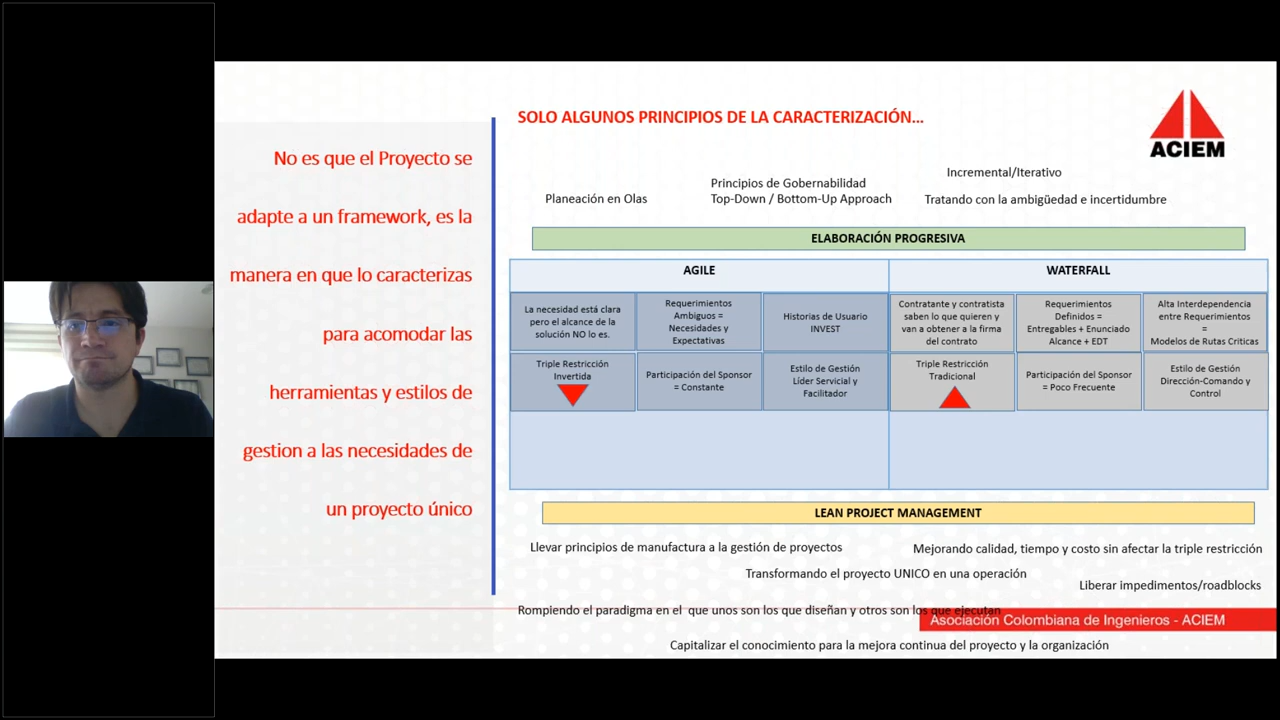 No es que el Proyecto se
adapte a un framework, es la
manera en que lo caracterizas
para acomodar las
herramientas y estilos de
gestion a las necesidades de
un proyecto único
SOLO ALGUNOS PRINCIPIOS DE LA CARACTERIZACIÓN...
ACIEM
Planeación en Olas
Principios de Gobernabilidad
Top-Down / Bottom-Up Approach
Incremental/Iterativo
Tratando con la ambigüedad e incertidumbre
ELABORACIÓN PROGRESIVA
AGILE
WATERFALL
La necesidad está clara
pero el alcance de la
solución NO lo es.
Requerimientos
Ambiguos =
Necesidades y
Expectativas
Historias de Usuario
INVEST
Contratante y contratista
saben lo que quieren y
van a obtener a la firma
del contrato
Requerimientos
Definidos =
Entregables + Enunciado
Alcance + EDT
Alta Interdependencia
entre Requerimientos
=
Modelos de Rutas Criticas
Triple Restricción
Invertida
Participación del Sponsor
= Constante
Estilo de Gestión
Líder Servicial y
Facilitador
Triple Restricción
Tradicional
Participación del Sponsor
= Poco Frecuente
Estilo de Gestión
Dirección-Comando y
Control
LEAN PROJECT MANAGEMENT
Llevar principios de manufactura a la gestión de proyectos
Mejorando calidad, tiempo y costo sin afectar la triple restricción
Transformando el proyecto UNICO en una operación
Liberar impedimentos/roadblocks
Rompiendo el paradigma en el que unos son los que diseñan y otros son los que ejecutan
Asociación Colombiana de Ingenieros - ACIEM
Capitalizar el conocimiento para la mejora continua del proyecto y la organización